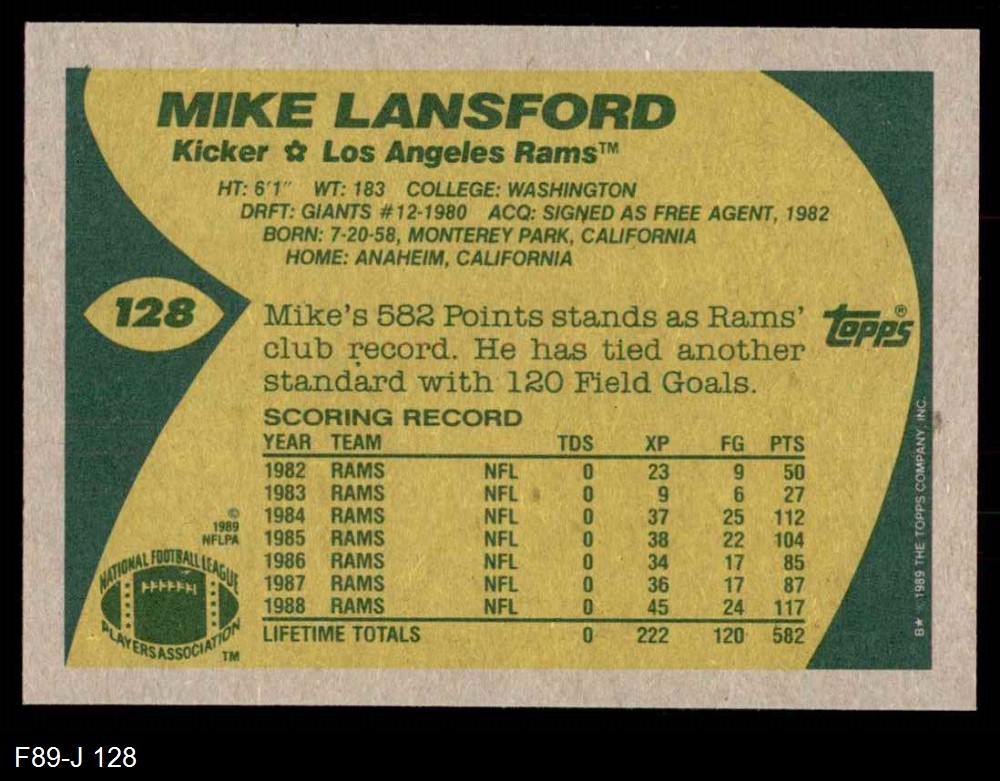 MIKE LANSFORD
Kicker ✿ Los Angeles Rams™
HT: 6'1" WT: 183 COLLEGE: WASHINGTON
DRFT: GIANTS #12-1980 ACQ: SIGNED AS FREE AGENT, 1982
BORN: 7-20-58, MONTEREY PARK, CALIFORNIA
HOME: ANAHEIM, CALIFORNIA
128
Mike's 582 Points stands as Rams'
club record. He has tied another
standard with 120 Field Goals.
TOPPS®
SCORING RECORD
YEAR TEAM TDS XP FG PTS
1982 RAMS NFL 0 23 9 50
1983 RAMS NFL 0 9 6 27
1984 RAMS NFL 0 37 25 112
1985 RAMS NFL 0 38 22 104
1986 RAMS NFL 0 34 17 85
1987 RAMS NFL 0 36 17 87
1988 RAMS NFL 0 45 24 117
LIFETIME TOTALS 0 222 120 582
©
1989
NFLPA
NATIONAL FOOTBALL LEAGUE
PLAYERS ASSOCIATION
TM
B★ 1989 THE TOPPS COMPANY, INC.
F89-J 128